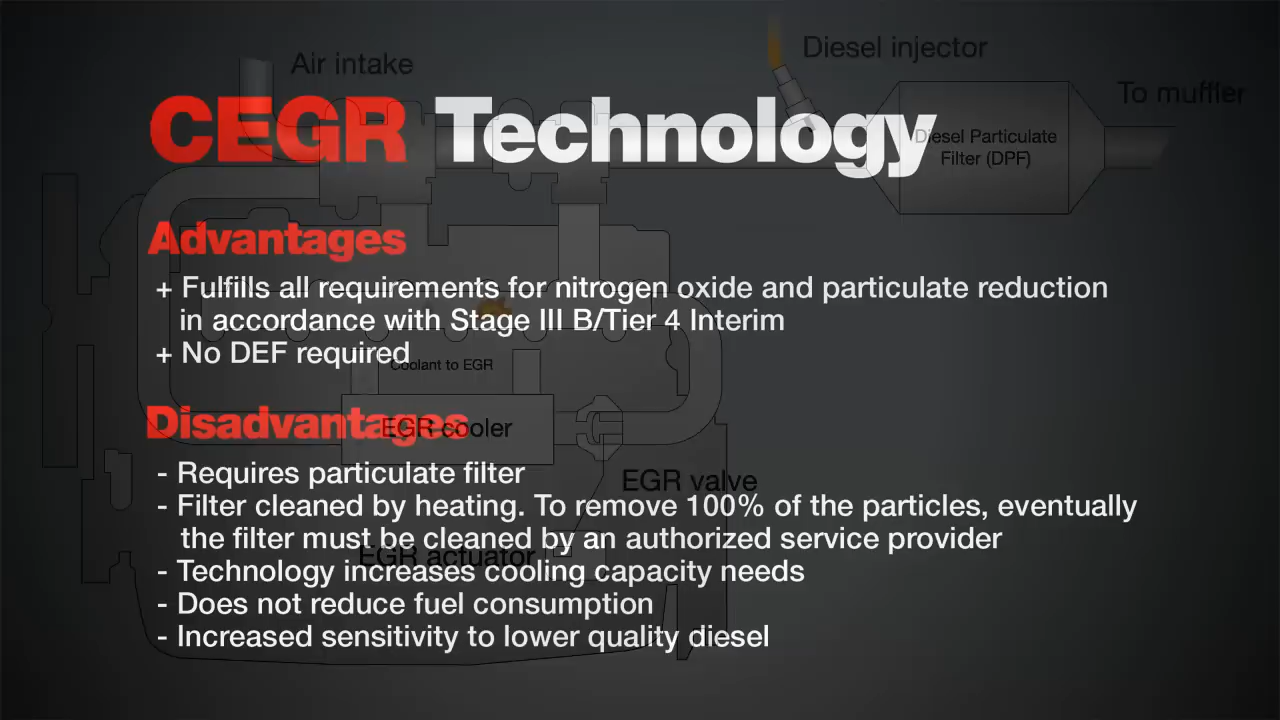 Air intake
Diesel injector
To muffler
CEGR Technology
Diesel Particulate
Filter (DPF)
Advantages
+ Fulfills all requirements for nitrogen oxide and particulate reduction
in accordance with Stage III B/Tier 4 Interim
+ No DEF required
Coolant to EGR
Disadvantages
EGR cooler
- Requires particulate filter
EGR valve
- Filter cleaned by heating. To remove 100% of the particles, eventually
the filter must be cleaned by an authorized service provider
EGR actuator
- Technology increases cooling capacity needs
- Does not reduce fuel consumption
- Increased sensitivity to lower quality diesel